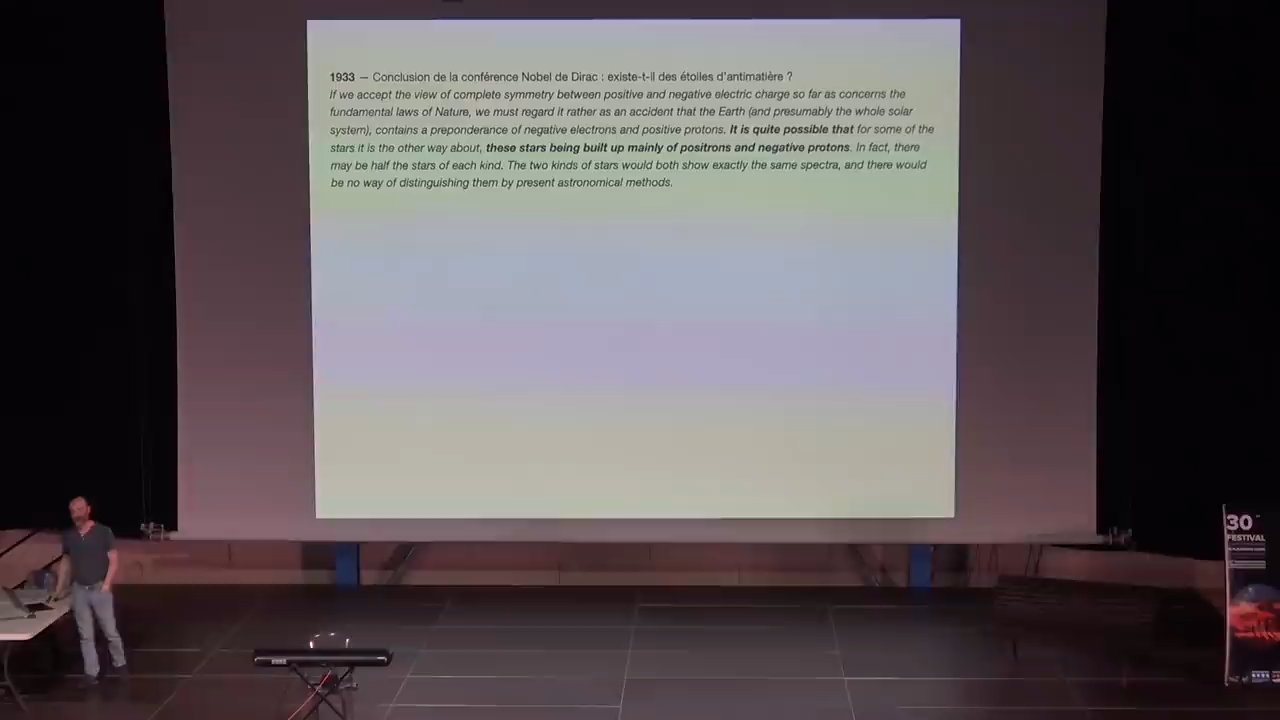 1933 — Conclusion de la conférence Nobel de Dirac : existe-t-il des étoiles d'antimatière ?
If we accept the view of complete symmetry between positive and negative electric charge so far as concerns the
fundamental laws of Nature, we must regard it rather as an accident that the Earth (and presumably the whole solar
system), contains a preponderance of negative electrons and positive protons. It is quite possible that for some of the
stars it is the other way about, these stars being built up mainly of positrons and negative protons. In fact, there
may be half the stars of each kind. The two kinds of stars would both show exactly the same spectra, and there would
be no way of distinguishing them by present astronomical methods.
30
FESTIVAL
KORG